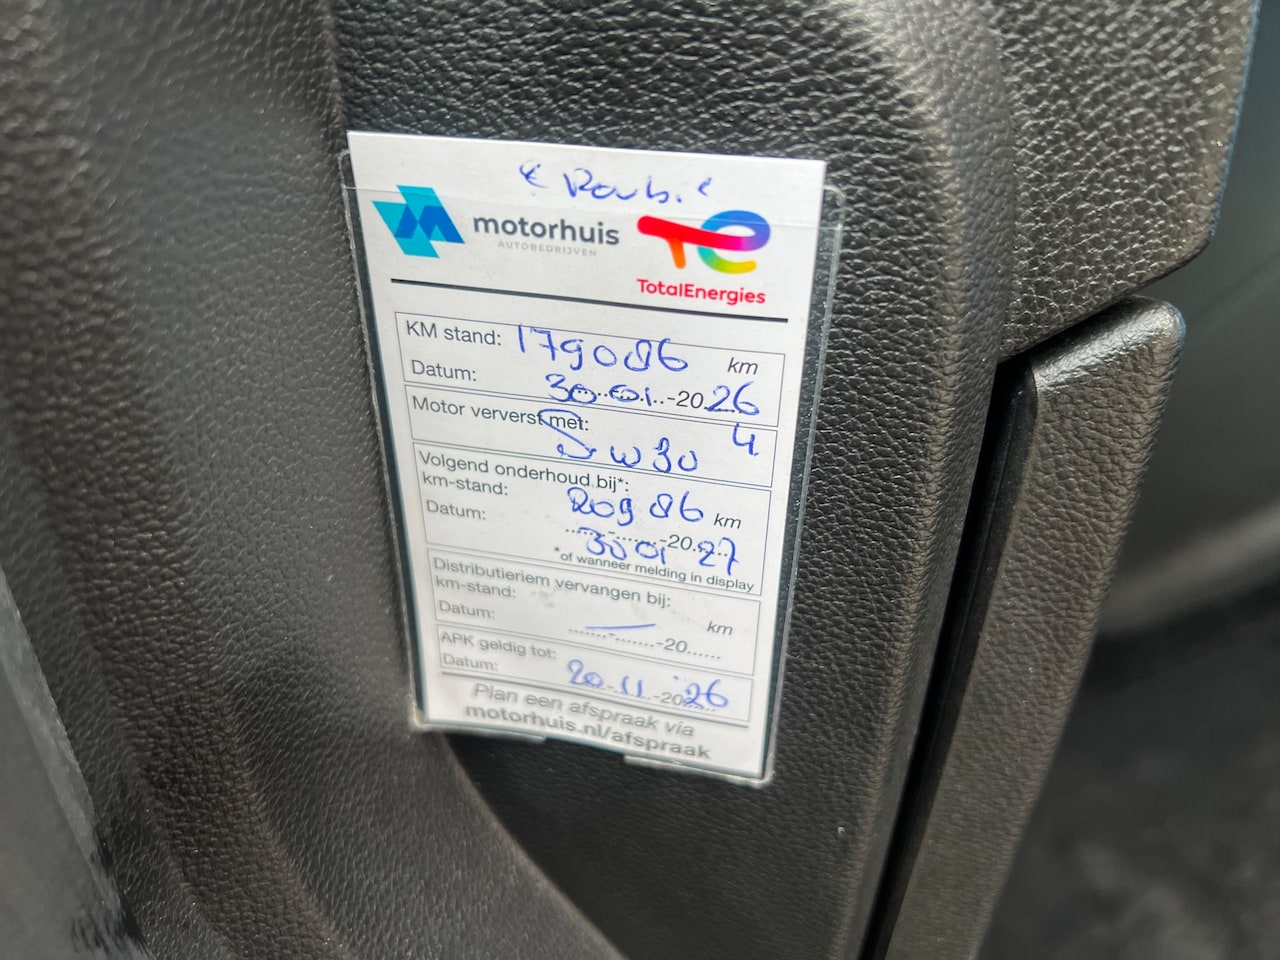 motorhuis
AUTOBEDRIJVEN
TotalEnergies
KM stand: 179086 km
Datum: 30-01-2026
Motor ververst met: 4
5W30
Volgend onderhoud bij*:
km-stand: 209086 km
Datum: 30-01-2027
*of wanneer melding in display
Distributieriem vervangen bij:
km-stand: — km
Datum: ........-........-20......
APK geldig tot:
Datum: 20-11-2026
Plan een afspraak via
motorhuis.nl/afspraak